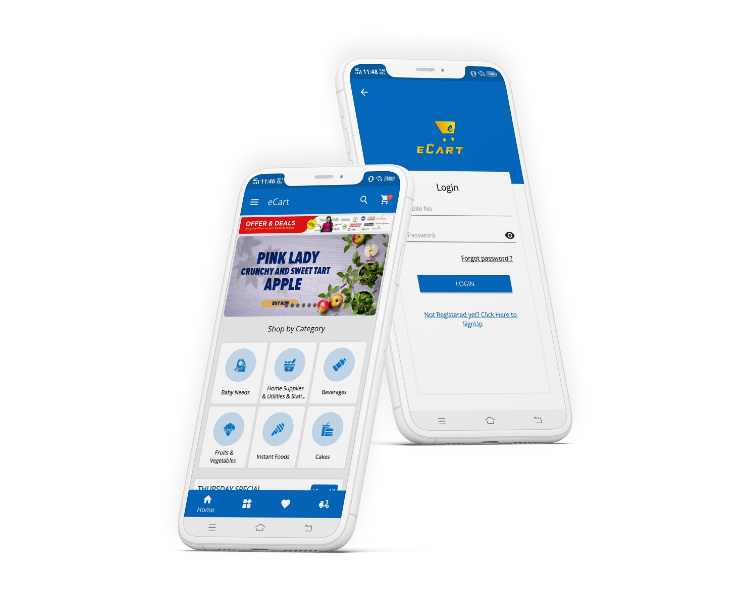 11:46
eCart
OFFER & DEALS
PINK LADY
CRUNCHY AND SWEET TART
APPLE
BUY NOW
Shop by Category
Baby Needs
Home Supplies
& Utilities & Stati...
Beverages
Fruits &
Vegetables
Instant Foods
Cakes
THURSDAY SPECIAL
Home
11:46
e
eCART
Login
Mobile No
Password
Forgot password ?
LOGIN
Not Registered yet? Click Here to
SignUp